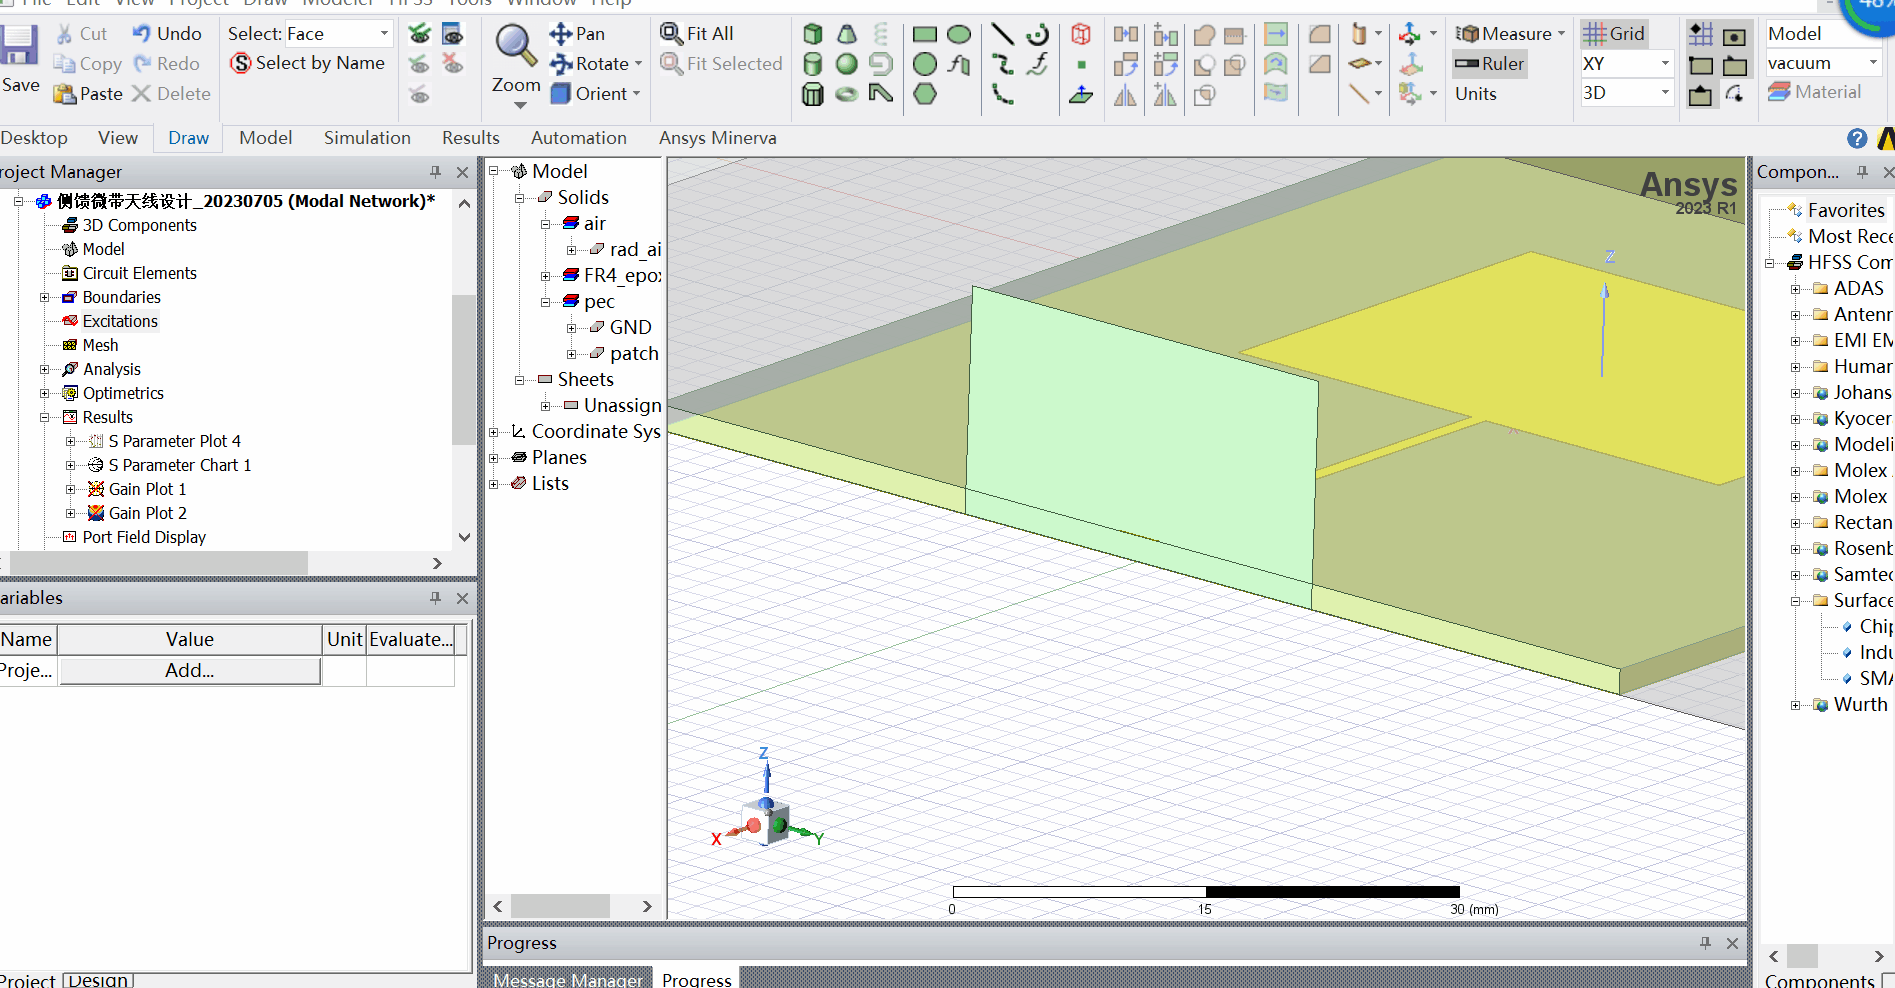 File Edit View Project Draw Modeler HFSS Tools Window Help
48%
Save
Cut
Copy
Paste
Undo
Redo
Delete
Select: Face
Select by Name
Zoom
Pan
Rotate
Orient
Fit All
Fit Selected
Measure
Ruler
Units
Grid
XY
3D
Model
vacuum
Material
Desktop View Draw Model Simulation Results Automation Ansys Minerva
roject Manager
侧馈微带天线设计_20230705 (Modal Network)*
3D Components
Model
Circuit Elements
Boundaries
Excitations
Mesh
Analysis
Optimetrics
Results
S Parameter Plot 4
S Parameter Chart 1
Gain Plot 1
Gain Plot 2
Port Field Display
ariables
Name Value Unit Evaluate...
Proje... Add...
Project Design
Model
Solids
air
rad_ai
FR4_epox
pec
GND
patch
Sheets
Unassign
Coordinate Sys
Planes
Lists
Ansys
2023 R1
Z
Z
X
Y
0 15 30 (mm)
Progress
Message Manager Progress
Compon...
Favorites
Most Rece
HFSS Com
ADAS
Antenn
EMI EM
Human
Johans
Kyocer
Modeli
Molex
Molex
Rectan
Rosenb
Samtec
Surface
Chip
Indu
SMA
Wurth
Components